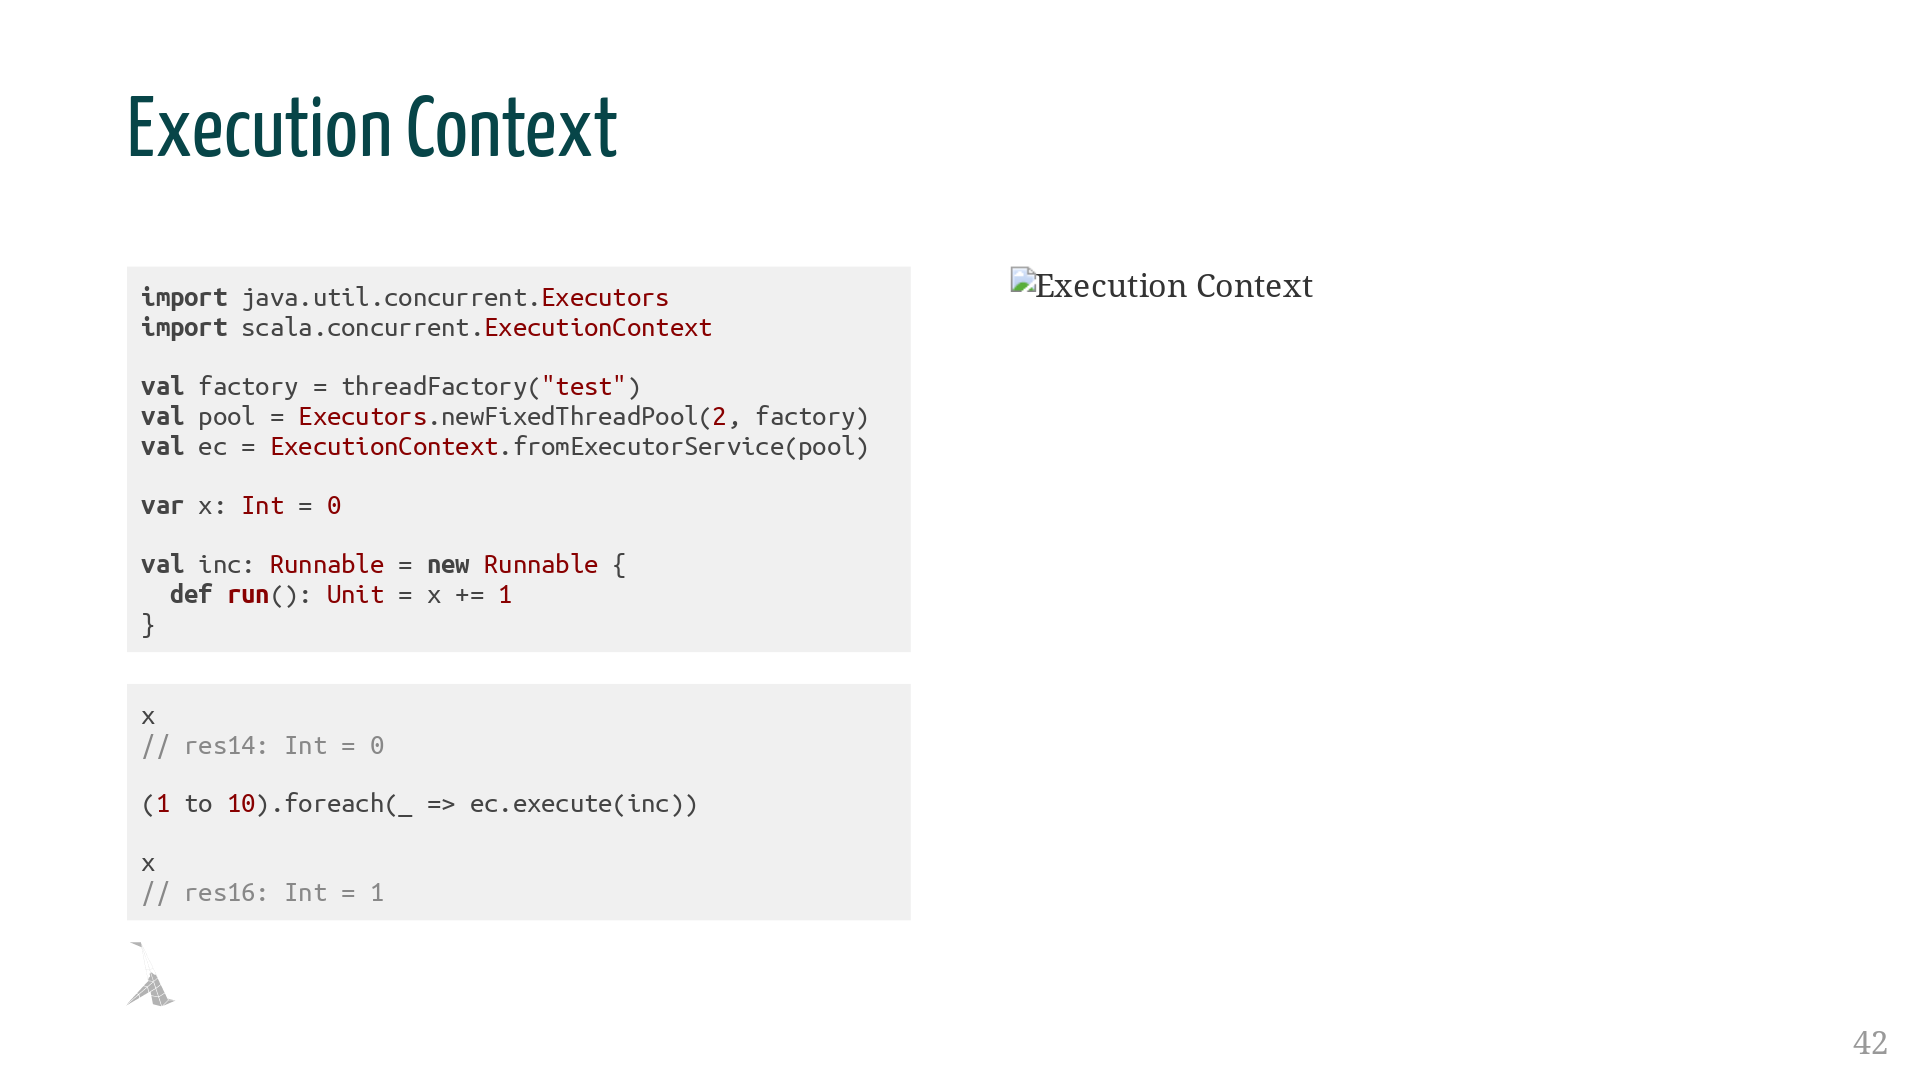 Execution Context
import java.util.concurrent.Executors
import scala.concurrent.ExecutionContext
val factory = threadFactory("test")
val pool = Executors.newFixedThreadPool(2, factory)
val ec = ExecutionContext.fromExecutorService(pool)
var x: Int = 0
val inc: Runnable = new Runnable {
  def run(): Unit = x += 1
}
x
// res14: Int = 0
(1 to 10).foreach(_ => ec.execute(inc))
x
// res16: Int = 1
Execution Context
42